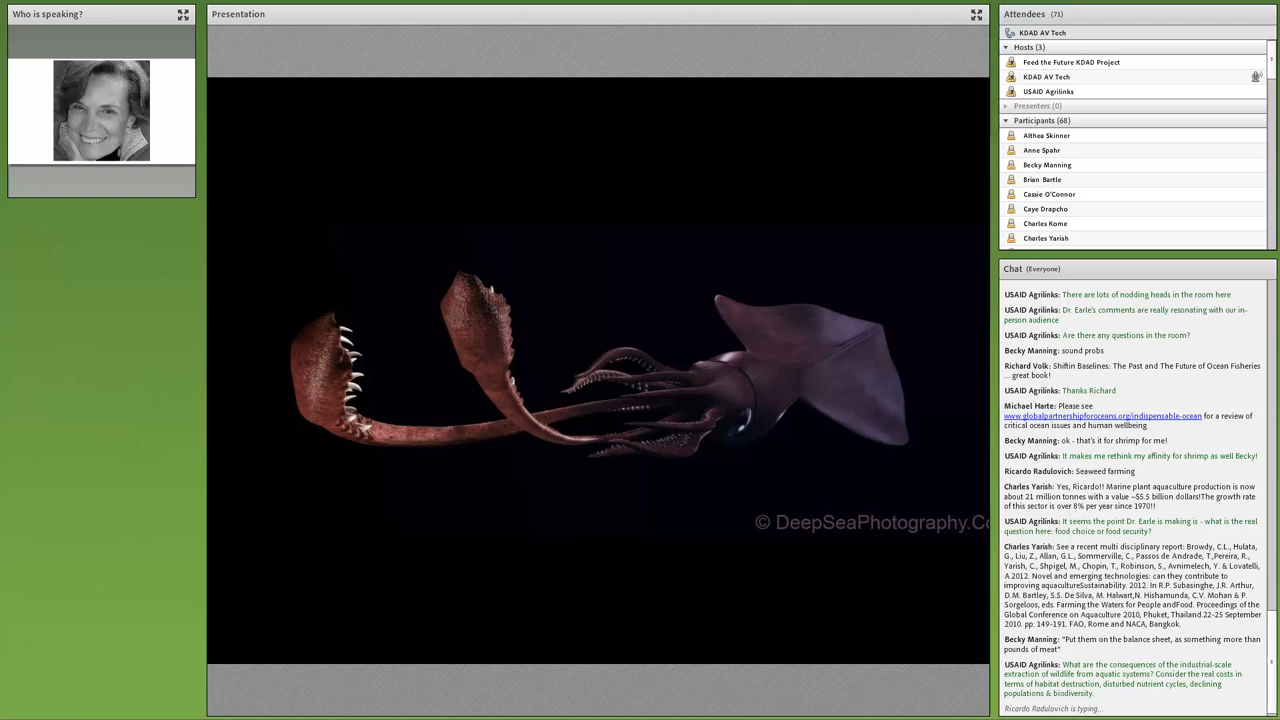 Who is speaking?
Presentation
© DeepSeaPhotography.Co
Attendees (71)
KDAD AV Tech
Hosts (3)
Feed the Future KDAD Project
KDAD AV Tech
USAID Agrilinks
Presenters (0)
Participants (68)
Althea Skinner
Anne Spahr
Becky Manning
Brian Bartle
Cassie O'Connor
Caye Drapcho
Charles Kome
Charles Yarish
Chat (Everyone)
USAID Agrilinks: There are lots of nodding heads in the room here
USAID Agrilinks: Dr. Earle's comments are really resonating with our in-
person audience
USAID Agrilinks: Are there any questions in the room?
Becky Manning: sound probs
Richard Volk: Shiftin Baselines: The Past and The Future of Ocean Fisheries
... great book!
USAID Agrilinks: Thanks Richard
Michael Harte: Please see
www.globalpartnershipforoceans.org/indispensable-ocean for a review of
critical ocean issues and human wellbeing
Becky Manning: ok - that's it for shrimp for me!
USAID Agrilinks: It makes me rethink my affinity for shrimp as well Becky!
Ricardo Radulovich: Seaweed farming
Charles Yarish: Yes, Ricardo!! Marine plant aquaculture production is now
about 21 million tonnes with a value ~$5.5 billion dollars!The growth rate
of this sector is over 8% per year since 1970!!
USAID Agrilinks: It seems the point Dr. Earle is making is - what is the real
question here: food choice or food security?
Charles Yarish: See a recent multi disciplinary report: Browdy, C.L., Hulata,
G., Liu, Z., Allan, G.L., Sommerville, C., Passos de Andrade, T.,Pereira, R.,
Yarish, C., Shpigel, M., Chopin, T., Robinson, S., Avnimelech, Y. & Lovatelli,
A.2012. Novel and emerging technologies: can they contribute to
improving aquacultureSustainability. 2012. In R.P. Subasinghe, J.R. Arthur,
D.M. Bartley, S.S. De Silva, M. Halwart,N. Hishamunda, C.V. Mohan & P.
Sorgeloos, eds. Farming the Waters for People andFood. Proceedings of the
Global Conference on Aquaculture 2010, Phuket, Thailand.22-25 September
2010. pp. 149-191. FAO, Rome and NACA, Bangkok.
Becky Manning: "Put them on the balance sheet, as something more than
pounds of meat"
USAID Agrilinks: What are the consequences of the industrial-scale
extraction of wildlife from aquatic systems? Consider the real costs in
terms of habitat destruction, disturbed nutrient cycles, declining
populations & biodiversity.
Ricardo Radulovich is typing...